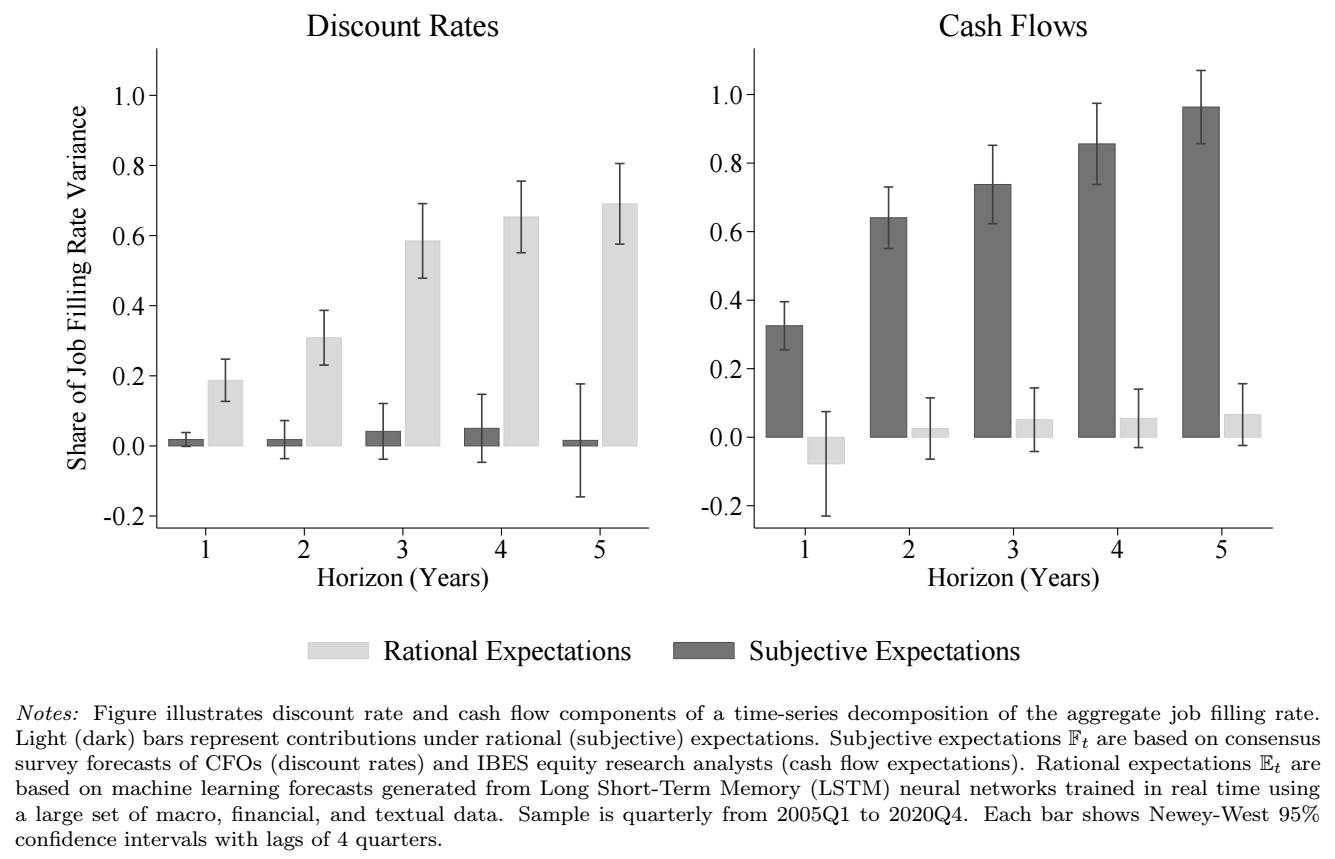 Discount Rates
Cash Flows
Share of Job Filling Rate Variance
1.0
0.8
0.6
0.4
0.2
0.0
-0.2
1 2 3 4 5
Horizon (Years)
1.0
0.8
0.6
0.4
0.2
0.0
-0.2
1 2 3 4 5
Horizon (Years)
Rational Expectations
Subjective Expectations
Notes: Figure illustrates discount rate and cash flow components of a time-series decomposition of the aggregate job filling rate.
Light (dark) bars represent contributions under rational (subjective) expectations. Subjective expectations 𝔽ₜ are based on consensus
survey forecasts of CFOs (discount rates) and IBES equity research analysts (cash flow expectations). Rational expectations 𝔼ₜ are
based on machine learning forecasts generated from Long Short-Term Memory (LSTM) neural networks trained in real time using
a large set of macro, financial, and textual data. Sample is quarterly from 2005Q1 to 2020Q4. Each bar shows Newey-West 95%
confidence intervals with lags of 4 quarters.